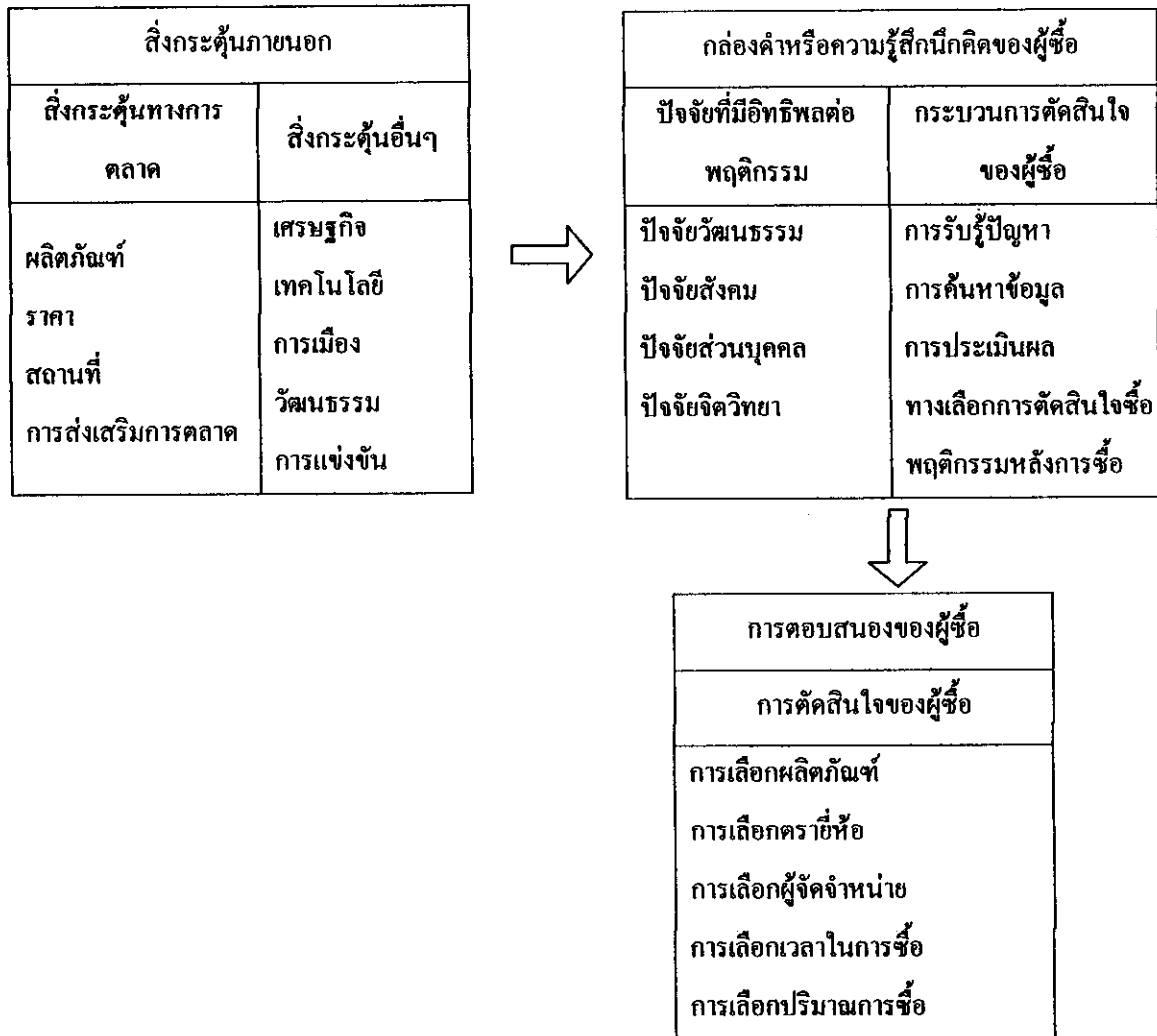 สิ่งกระตุ้นภายนอก
สิ่งกระตุ้นทางการ
ตลาด
สิ่งกระตุ้นอื่นๆ
ผลิตภัณฑ์
ราคา
สถานที่
การส่งเสริมการตลาด
เศรษฐกิจ
เทคโนโลยี
การเมือง
วัฒนธรรม
การแข่งขัน
กล่องคำหรือความรู้สึกนึกคิดของผู้ซื้อ
ปัจจัยที่มีอิทธิพลต่อ
พฤติกรรม
กระบวนการตัดสินใจ
ของผู้ซื้อ
ปัจจัยวัฒนธรรม
ปัจจัยสังคม
ปัจจัยส่วนบุคคล
ปัจจัยจิตวิทยา
การรับรู้ปัญหา
การค้นหาข้อมูล
การประเมินผล
ทางเลือกการตัดสินใจซื้อ
พฤติกรรมหลังการซื้อ
การตอบสนองของผู้ซื้อ
การตัดสินใจของผู้ซื้อ
การเลือกผลิตภัณฑ์
การเลือกตรายี่ห้อ
การเลือกผู้จัดจำหน่าย
การเลือกเวลาในการซื้อ
การเลือกปริมาณการซื้อ